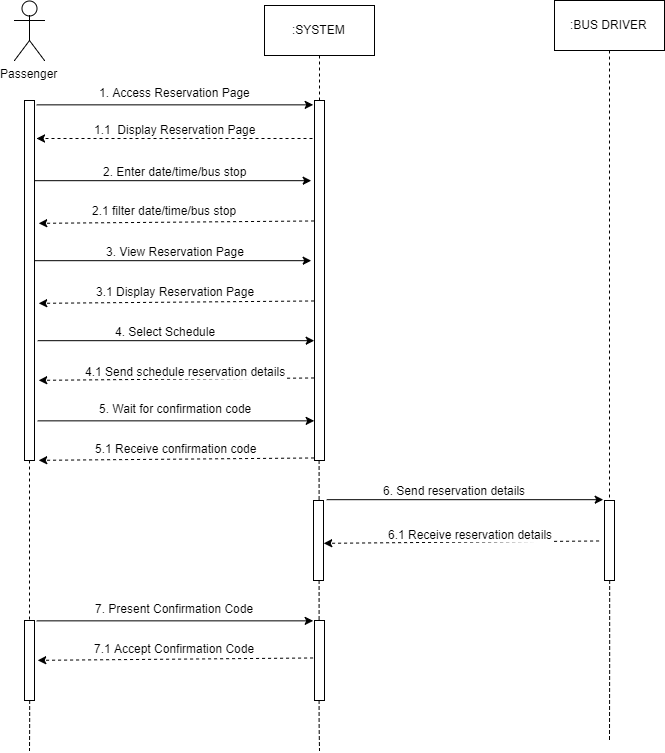 :SYSTEM
:BUS DRIVER
Passenger
1. Access Reservation Page
1.1 Display Reservation Page
2. Enter date/time/bus stop
2.1 filter date/time/bus stop
3. View Reservation Page
3.1 Display Reservation Page
4. Select Schedule
4.1 Send schedule reservation details
5. Wait for confirmation code
5.1 Receive confirmation code
6. Send reservation details
6.1 Receive reservation details
7. Present Confirmation Code
7.1 Accept Confirmation Code